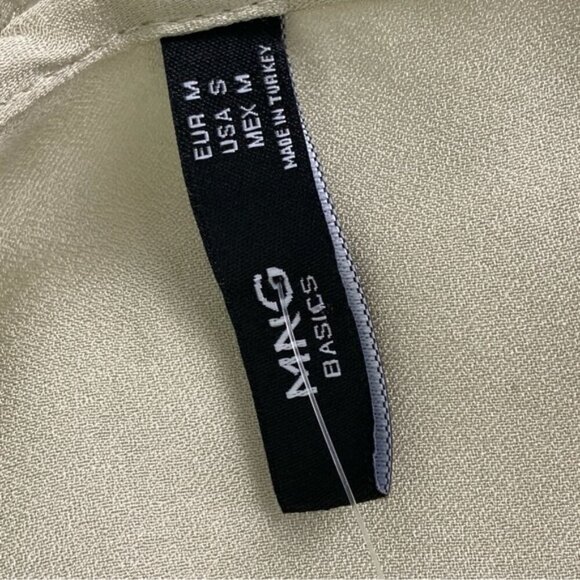 EUR M
USA S
MEX M
MADE IN TURKEY
MNG
BASICS